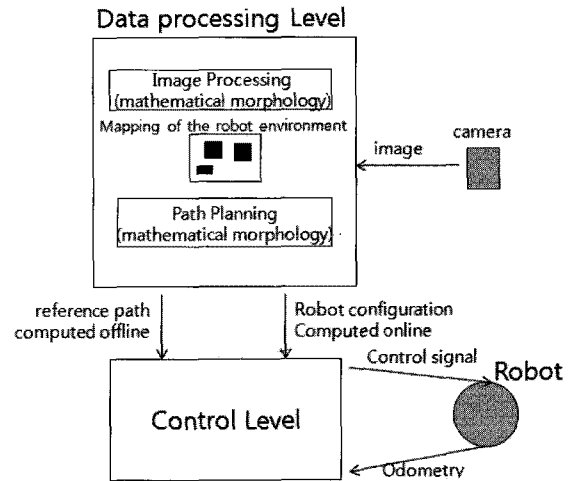 Data processing Level
Image Processing
(mathematical morphology)
Mapping of the robot environment
camera
image
Path Planning
(mathematical morphology)
reference path
computed offline
Robot configuration
Computed online
Control signal
Robot
Control Level
Odometry